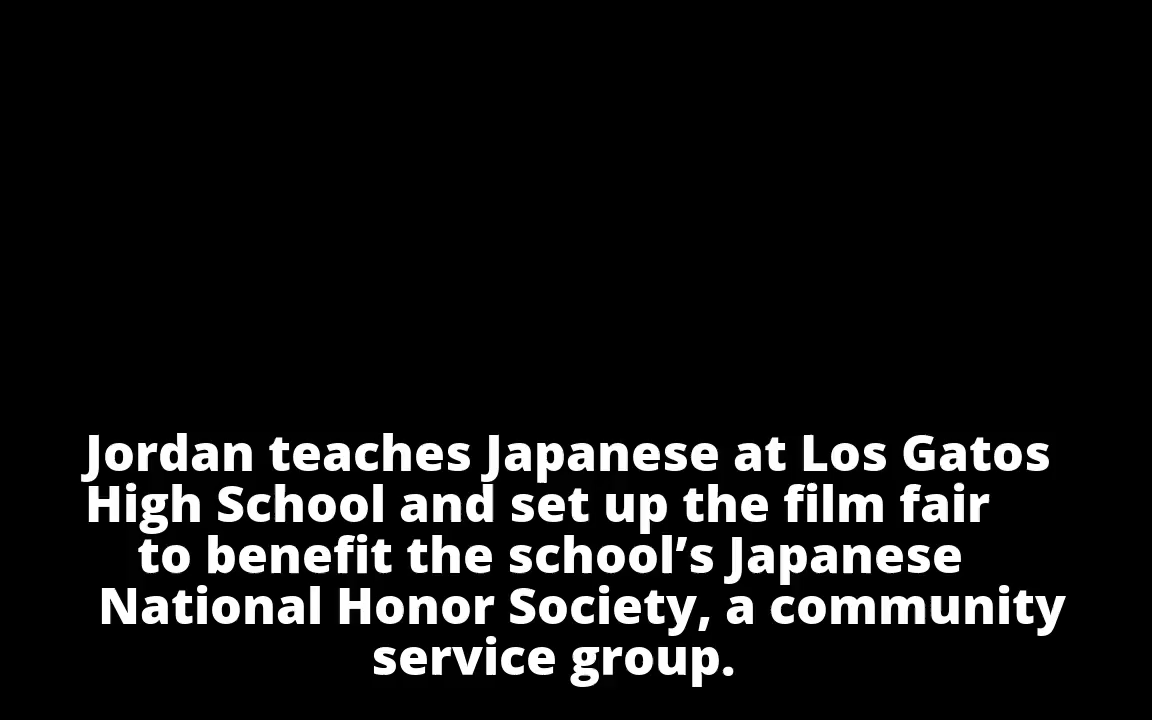 Jordan teaches Japanese at Los Gatos
High School and set up the film fair
to benefit the school’s Japanese
National Honor Society, a community
service group.